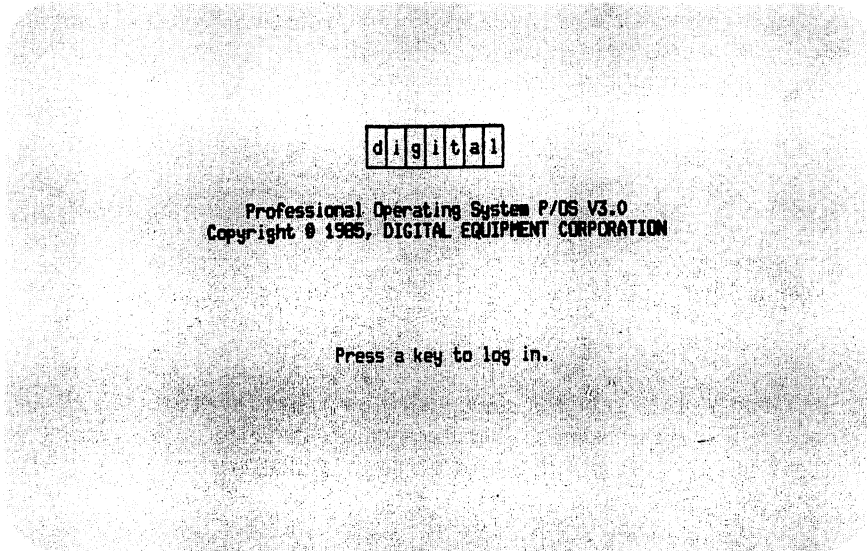 digital
Professional Operating System P/OS V3.0
Copyright © 1985, DIGITAL EQUIPMENT CORPORATION
Press a key to log in.